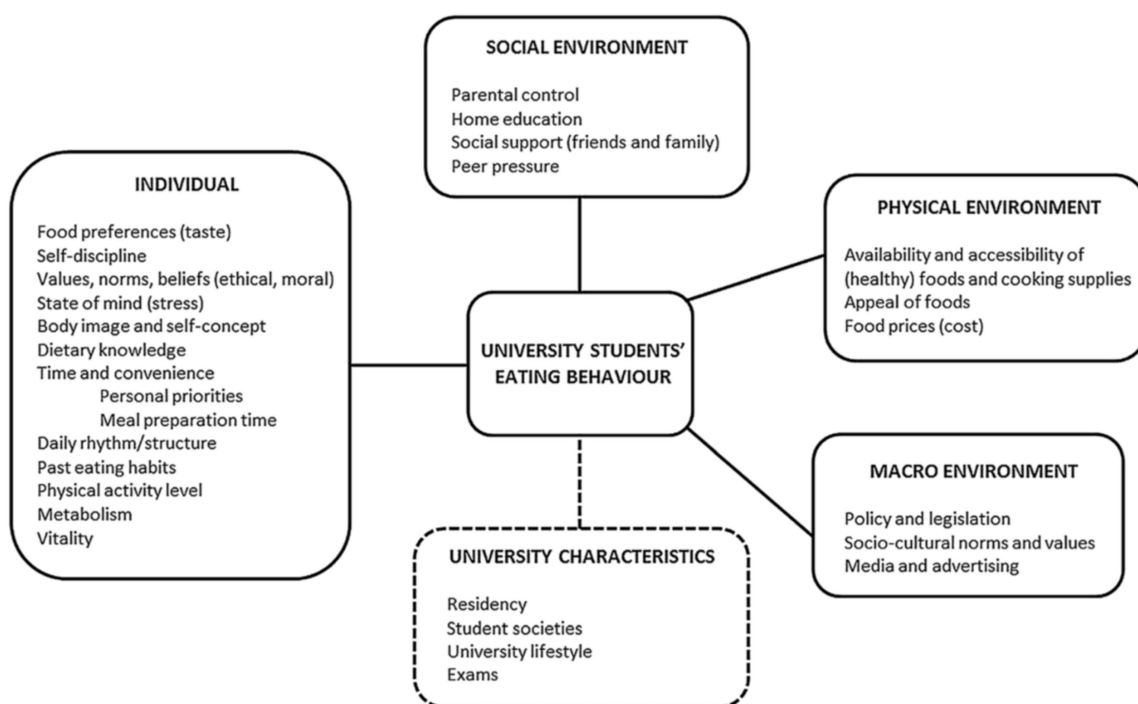 SOCIAL ENVIRONMENT
Parental control
Home education
Social support (friends and family)
Peer pressure
INDIVIDUAL
Food preferences (taste)
Self-discipline
Values, norms, beliefs (ethical, moral)
State of mind (stress)
Body image and self-concept
Dietary knowledge
Time and convenience
Personal priorities
Meal preparation time
Daily rhythm/structure
Past eating habits
Physical activity level
Metabolism
Vitality
PHYSICAL ENVIRONMENT
Availability and accessibility of
(healthy) foods and cooking supplies
Appeal of foods
Food prices (cost)
UNIVERSITY STUDENTS'
EATING BEHAVIOUR
MACRO ENVIRONMENT
Policy and legislation
Socio-cultural norms and values
Media and advertising
UNIVERSITY CHARACTERISTICS
Residency
Student societies
University lifestyle
Exams